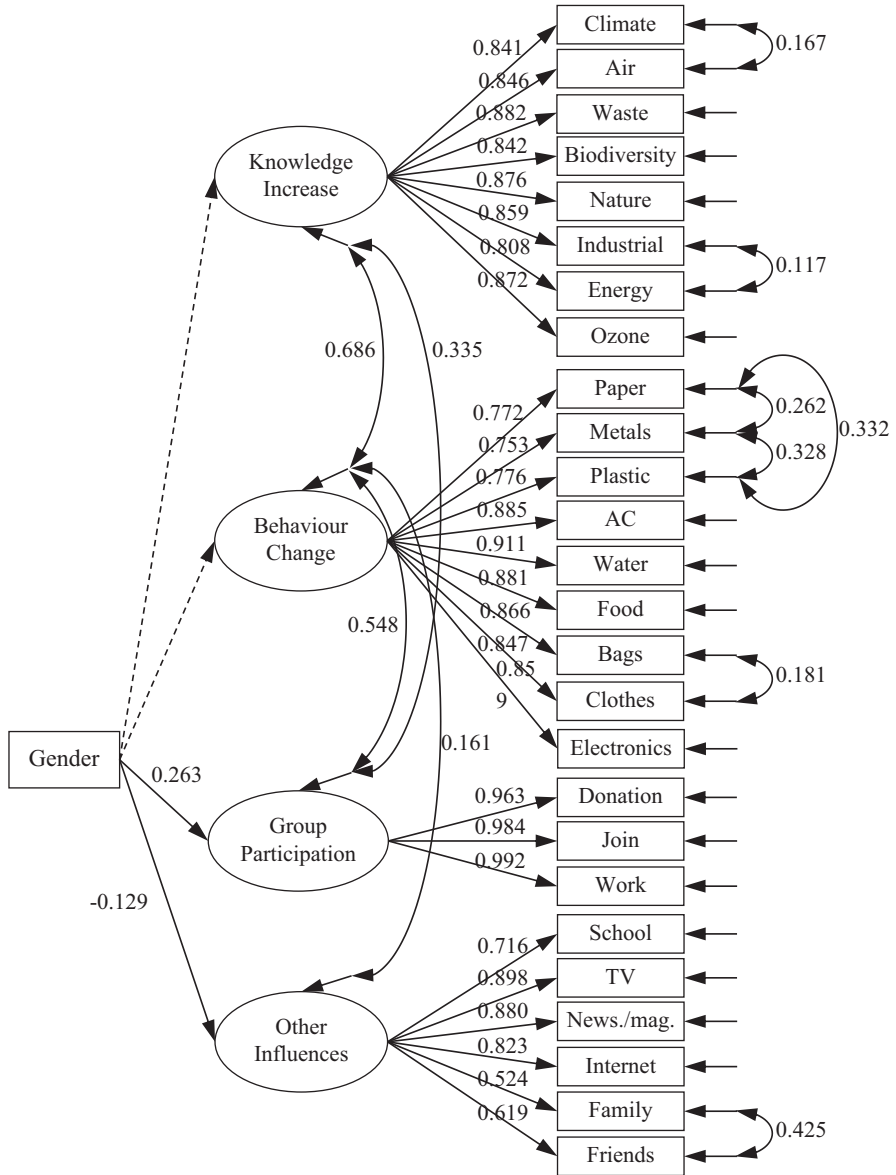 Climate
0.841
0.167
0.846
Air
0.882
Waste
0.842
Biodiversity
Knowledge
Increase
0.876
Nature
0.859
Industrial
0.808
0.117
0.872
Energy
Ozone
0.686
0.335
Paper
0.772
0.262
0.332
0.753
Metals
0.328
0.776
Plastic
0.885
AC
Behaviour
Change
0.911
Water
0.881
Food
0.866
0.548
0.847
Bags
0.85
9
0.181
Clothes
0.161
Electronics
Gender
0.263
0.963
Donation
Group
Participation
0.984
Join
0.992
Work
-0.129
School
0.716
0.898
TV
0.880
News./mag.
Other
Influences
0.823
Internet
0.524
0.619
Family
0.425
Friends